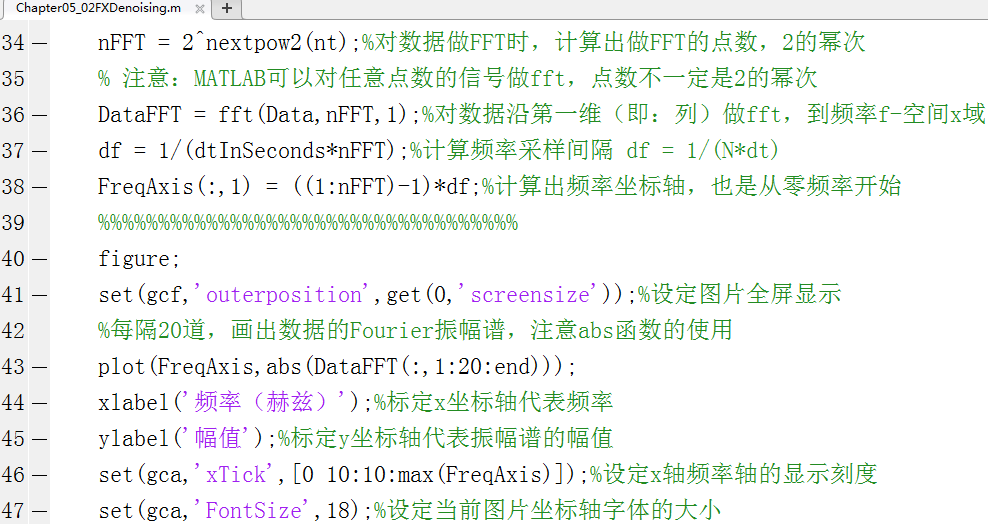 Chapter05_02FXDenoising.m × +
34 — nFFT = 2^nextpow2(nt);%对数据做FFT时，计算出做FFT的点数，2的幂次
35 % 注意：MATLAB可以对任意点数的信号做fft，点数不一定是2的幂次
36 — DataFFT = fft(Data,nFFT,1);%对数据沿第一维（即：列）做fft，到频率f-空间x域
37 — df = 1/(dtInSeconds*nFFT);%计算频率采样间隔 df = 1/(N*dt)
38 — FreqAxis(:,1) = ((1:nFFT)-1)*df;%计算出频率坐标轴，也是从零频率开始
39 %%%%%%%%%%%%%%%%%%%%%%%%%%%%%%%%%%%
40 — figure;
41 — set(gcf,'outerposition',get(0,'screensize'));%设定图片全屏显示
42 %每隔20道，画出数据的Fourier振幅谱，注意abs函数的使用
43 — plot(FreqAxis,abs(DataFFT(:,1:20:end)));
44 — xlabel('频率（赫兹）');%标定x坐标轴代表频率
45 — ylabel('幅值');%标定y坐标轴代表振幅谱的幅值
46 — set(gca,'xTick',[0 10:10:max(FreqAxis)]);%设定x轴频率轴的显示刻度
47 — set(gca,'FontSize',18);%设定当前图片坐标轴字体的大小